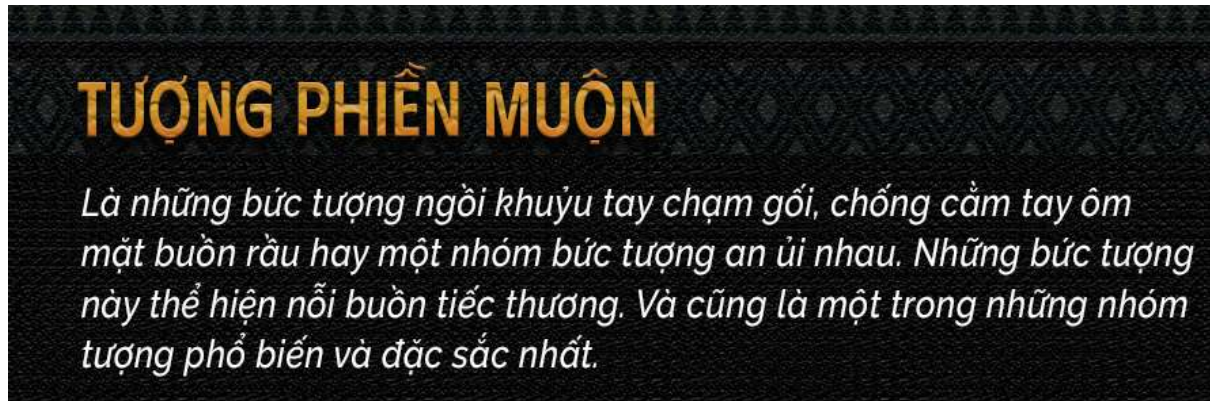 TƯỢNG PHIỀN MUỘN
Là những bức tượng ngồi khuỷu tay chạm gối, chống cằm tay ôm
mặt buồn rầu hay một nhóm bức tượng an ủi nhau. Những bức tượng
này thể hiện nỗi buồn tiếc thương. Và cũng là một trong những nhóm
tượng phổ biến và đặc sắc nhất.